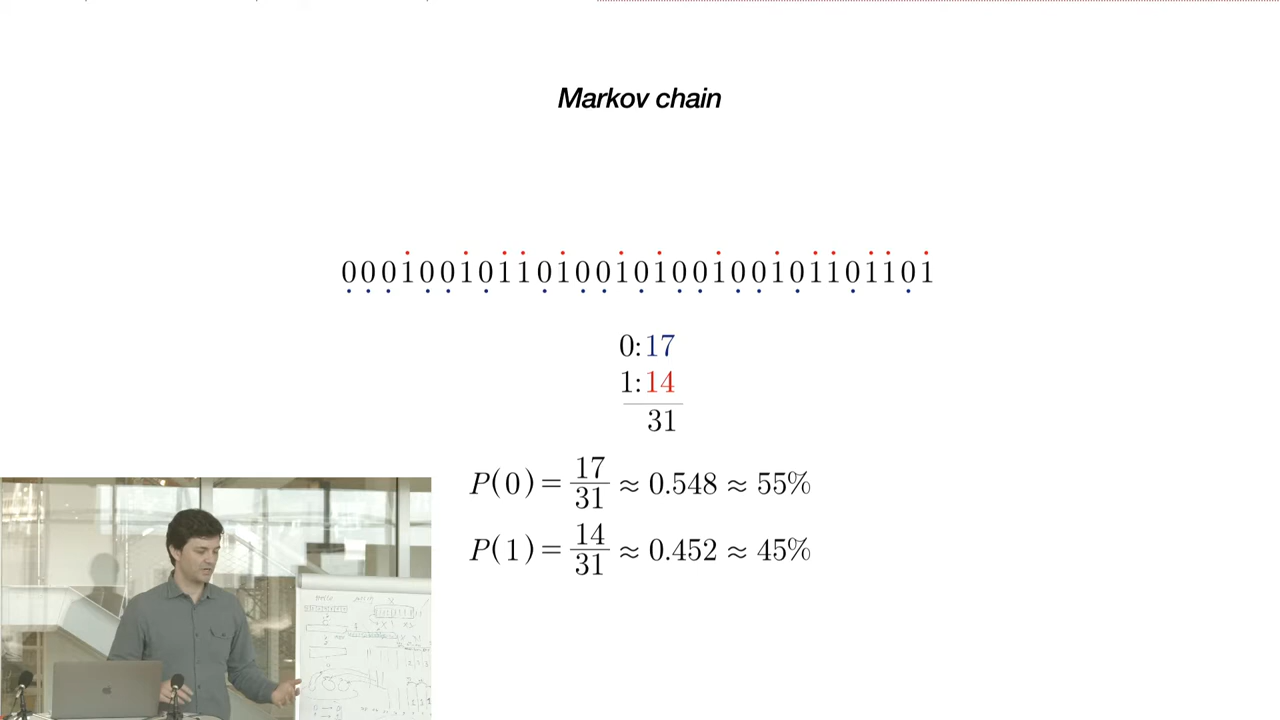 Markov chain
0001001011010010100100101101101
0:17
1:14
31
P(0) = 17/31 ≈ 0.548 ≈ 55%
P(1) = 14/31 ≈ 0.452 ≈ 45%